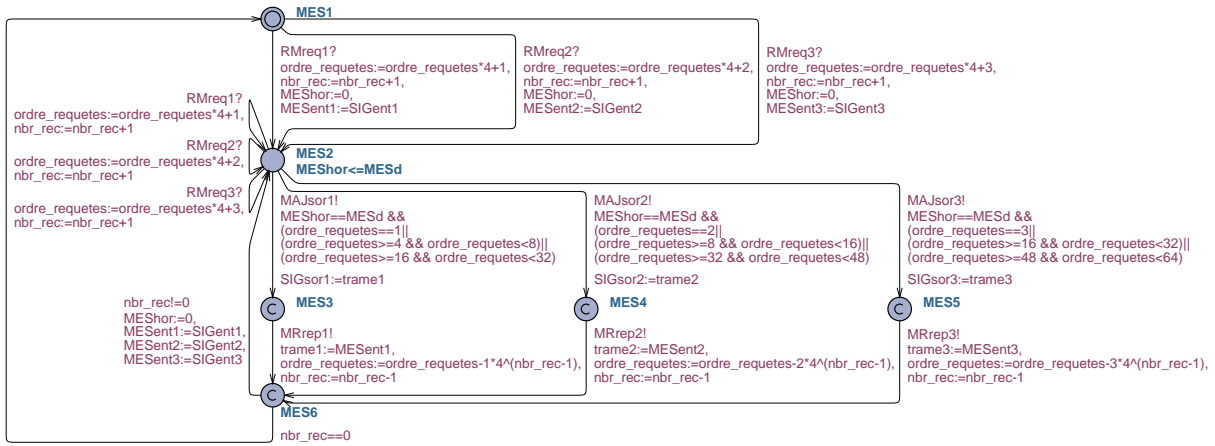 MES1
RMreq1?
ordre_requetes:=ordre_requetes*4+1,
nbr_rec:=nbr_rec+1,
MEShor:=0,
MESent1:=SIGent1
RMreq2?
ordre_requetes:=ordre_requetes*4+2,
nbr_rec:=nbr_rec+1,
MEShor:=0,
MESent2:=SIGent2
RMreq3?
ordre_requetes:=ordre_requetes*4+3,
nbr_rec:=nbr_rec+1,
MEShor:=0,
MESent3:=SIGent3
RMreq1?
ordre_requetes:=ordre_requetes*4+1,
nbr_rec:=nbr_rec+1
RMreq2?
ordre_requetes:=ordre_requetes*4+2,
nbr_rec:=nbr_rec+1
RMreq3?
ordre_requetes:=ordre_requetes*4+3,
nbr_rec:=nbr_rec+1
MES2
MEShor<=MESd
MAJsor1!
MEShor==MESd &&
(ordre_requetes==1||
(ordre_requetes>=4 && ordre_requetes<8)||
(ordre_requetes>=16 && ordre_requetes<32)
SIGsor1:=trame1
MAJsor2!
MEShor==MESd &&
(ordre_requetes==2||
(ordre_requetes>=8 && ordre_requetes<16)||
(ordre_requetes>=32 && ordre_requetes<48)
SIGsor2:=trame2
MAJsor3!
MEShor==MESd &&
(ordre_requetes==3||
(ordre_requetes>=16 && ordre_requetes<32)||
(ordre_requetes>=48 && ordre_requetes<64)
SIGsor3:=trame3
nbr_rec!=0
MEShor:=0,
MESent1:=SIGent1,
MESent2:=SIGent2,
MESent3:=SIGent3
C
MES3
C
MES4
C
MES5
MRrep1!
trame1:=MESent1,
ordre_requetes:=ordre_requetes-1*4^(nbr_rec-1),
nbr_rec:=nbr_rec-1
MRrep2!
trame2:=MESent2,
ordre_requetes:=ordre_requetes-2*4^(nbr_rec-1),
nbr_rec:=nbr_rec-1
MRrep3!
trame3:=MESent3,
ordre_requetes:=ordre_requetes-3*4^(nbr_rec-1),
nbr_rec:=nbr_rec-1
C
MES6
nbr_rec==0